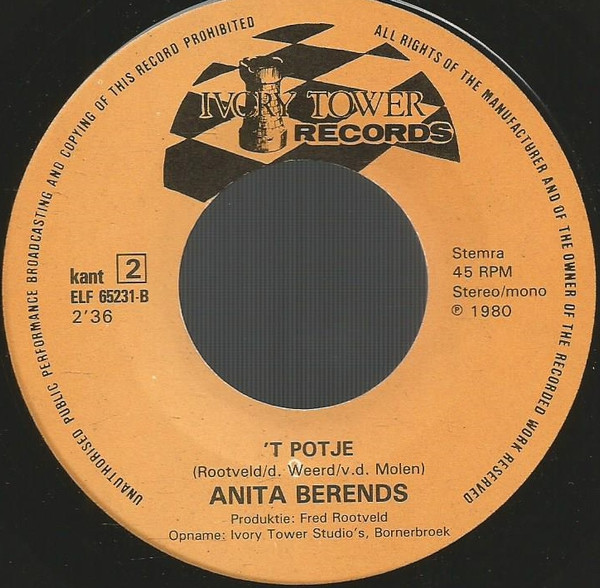 UNAUTHORISED PUBLIC PERFORMANCE BROADCASTING AND COPYING OF THIS RECORD PROHIBITED
ALL RIGHTS OF THE MANUFACTURER AND OF THE OWNER OF THE RECORDED WORK RESERVED
IVORY TOWER
RECORDS
kant 2
ELF 65231-B
2'36
Stemra
45 RPM
Stereo/mono
℗ 1980
'T POTJE
(Rootveld/d. Weerd/v.d. Molen)
ANITA BERENDS
Produktie: Fred Rootveld
Opname: Ivory Tower Studio's, Bornerbroek